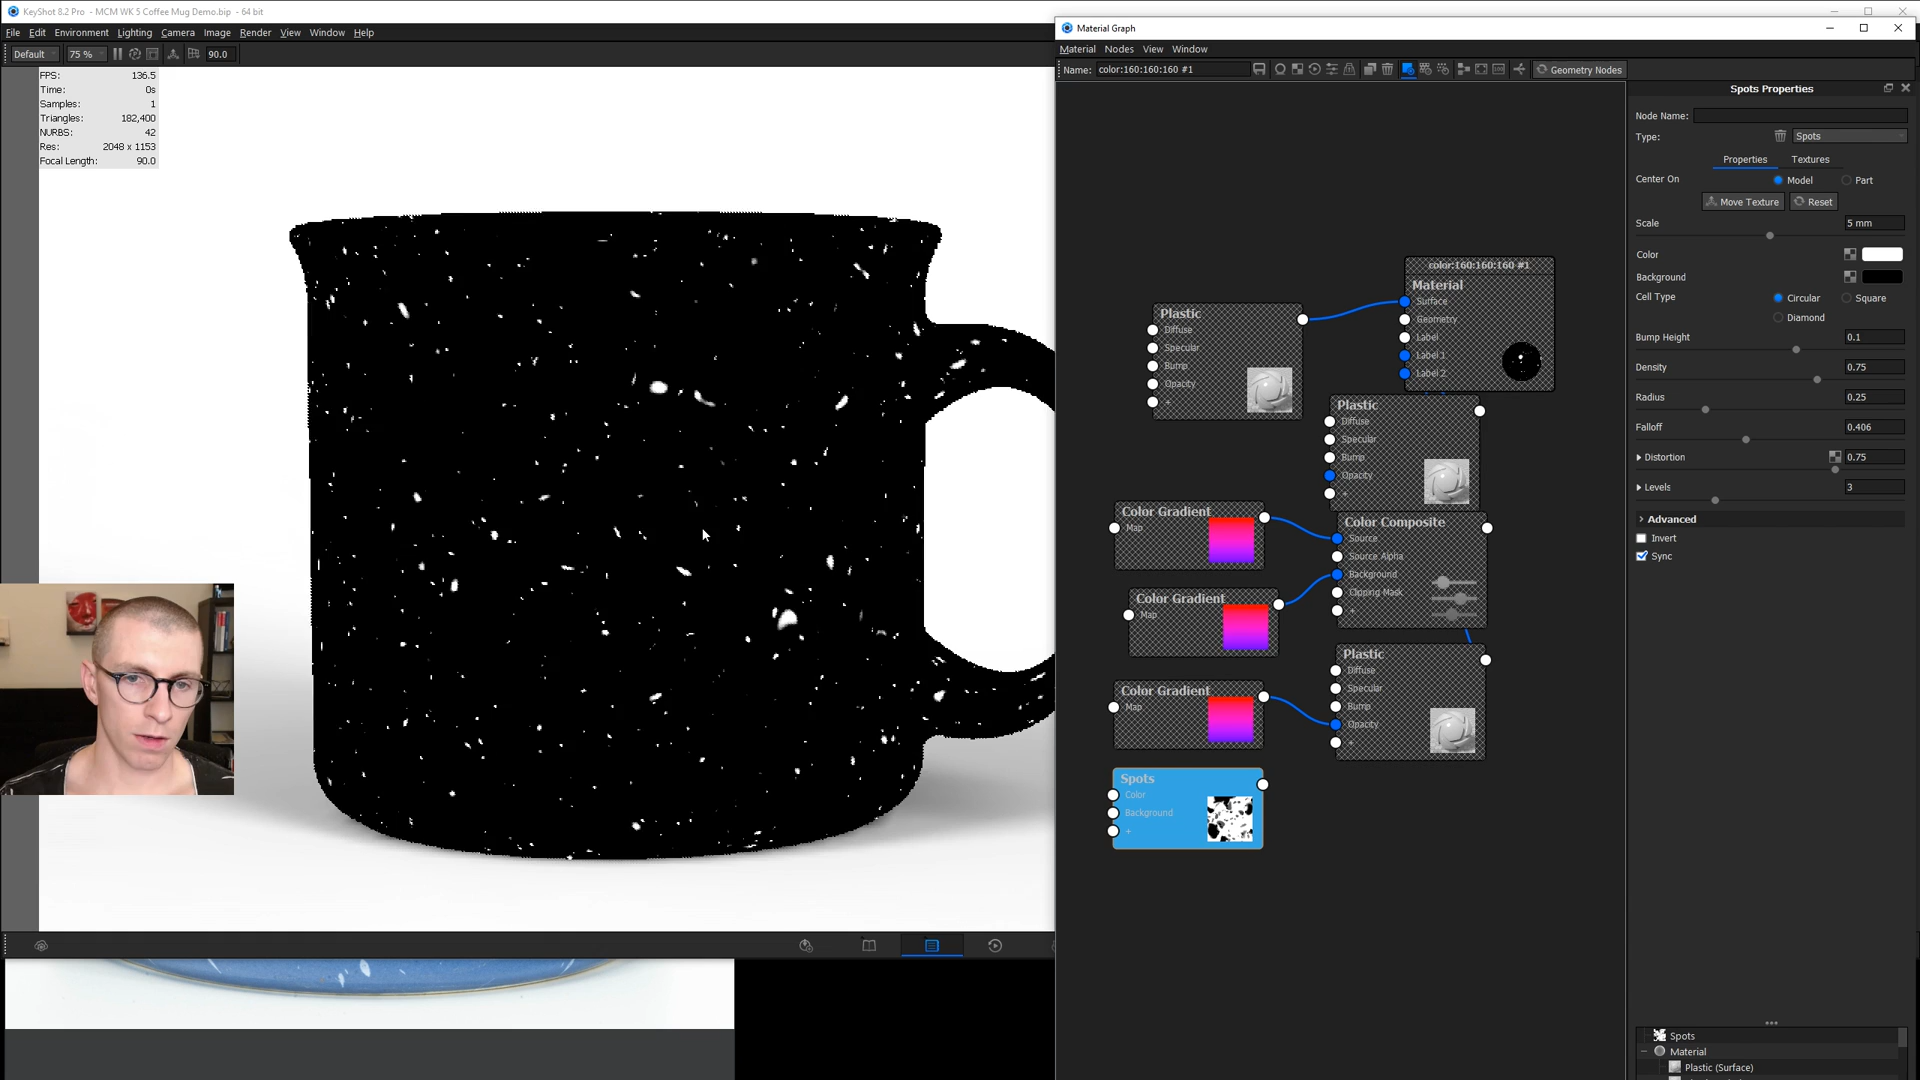 KeyShot 8.2 Pro - MCM WK 5 Coffee Mug Demo.bip - 64 bit
File Edit Environment Lighting Camera Image Render View Window Help
Default 75 % 90.0
FPS: 136.5
Time: 0s
Samples: 1
Triangles: 182,400
NURBS: 42
Res: 2048 x 1153
Focal Length: 90.0
Material Graph
Material Nodes View Window
Name: color:160:160:160 #1 Geometry Nodes
color:160:160:160 #1
Material
Surface
Geometry
Label
Label 1
Label 2
Plastic
Diffuse
Specular
Bump
Opacity
+
Plastic
Diffuse
Specular
Bump
Opacity
+
Color Gradient
Map
Color Composite
Source
Source Alpha
Background
Clipping Mask
+
Color Gradient
Map
Plastic
Diffuse
Specular
Bump
Opacity
+
Color Gradient
Map
Spots
Color
Background
+
Spots Properties
Node Name:
Type: Spots
Properties Textures
Center On Model Part
Move Texture Reset
Scale 5 mm
Color
Background
Cell Type Circular Square
Diamond
Bump Height 0.1
Density 0.75
Radius 0.25
Falloff 0.406
Distortion 0.75
Levels 3
Advanced
Invert
Sync
Spots
Material
Plastic (Surface)